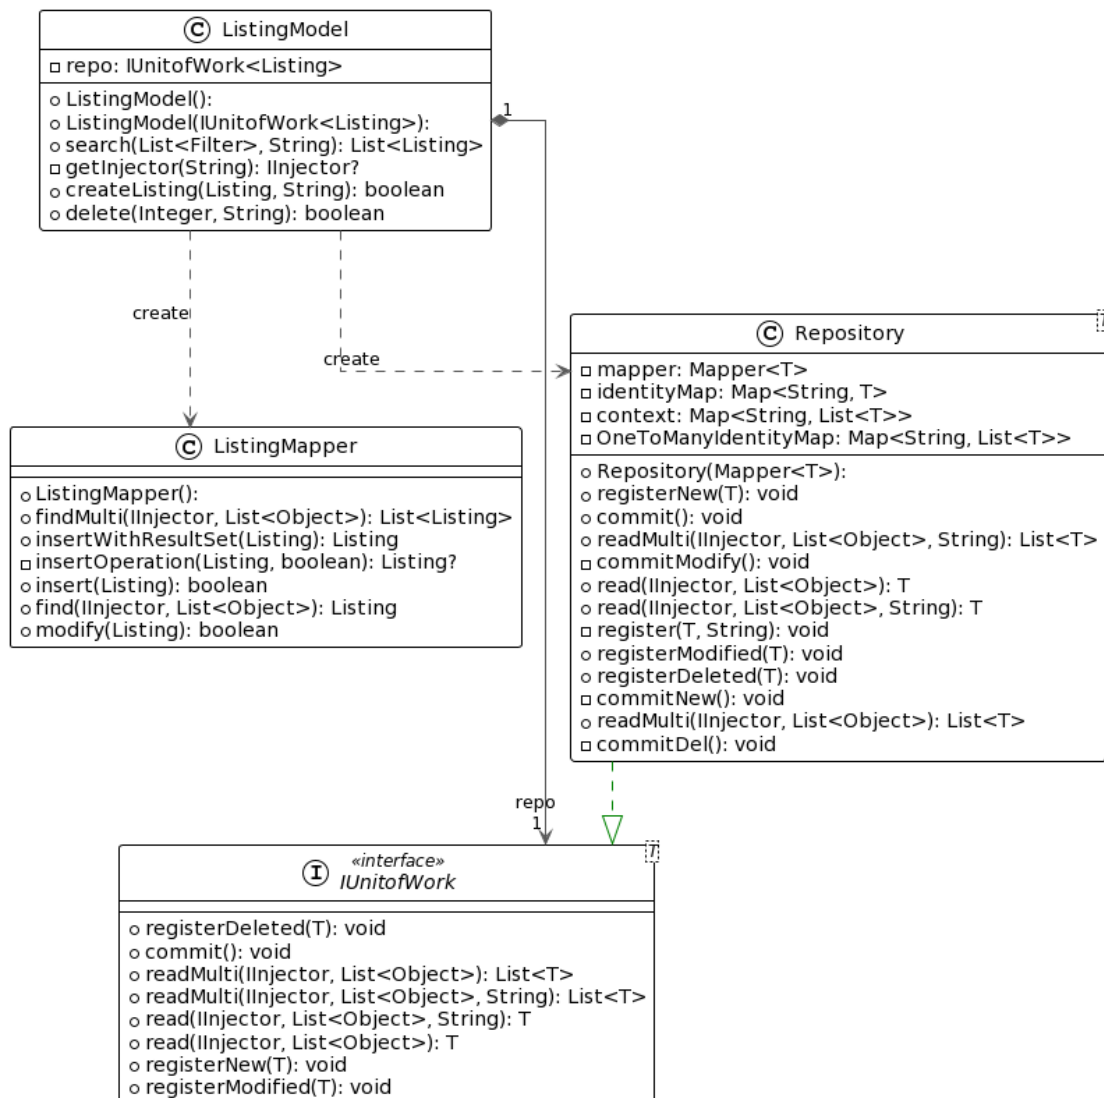 C ListingModel
repo: IUnitofWork<Listing>
ListingModel():
ListingModel(IUnitofWork<Listing>):
search(List<Filter>, String): List<Listing>
getInjector(String): IInjector?
createListing(Listing, String): boolean
delete(Integer, String): boolean
1
create
create
C Repository
mapper: Mapper<T>
identityMap: Map<String, T>
context: Map<String, List<T>>
OneToManyIdentityMap: Map<String, List<T>>
Repository(Mapper<T>):
registerNew(T): void
commit(): void
readMulti(IInjector, List<Object>, String): List<T>
commitModify(): void
read(IInjector, List<Object>): T
read(IInjector, List<Object>, String): T
register(T, String): void
registerModified(T): void
registerDeleted(T): void
commitNew(): void
readMulti(IInjector, List<Object>): List<T>
commitDel(): void
C ListingMapper
ListingMapper():
findMulti(IInjector, List<Object>): List<Listing>
insertWithResultSet(Listing): Listing
insertOperation(Listing, boolean): Listing?
insert(Listing): boolean
find(IInjector, List<Object>): Listing
modify(Listing): boolean
repo
1
T
I «interface»
IUnitofWork
registerDeleted(T): void
commit(): void
readMulti(IInjector, List<Object>): List<T>
readMulti(IInjector, List<Object>, String): List<T>
read(IInjector, List<Object>, String): T
read(IInjector, List<Object>): T
registerNew(T): void
registerModified(T): void